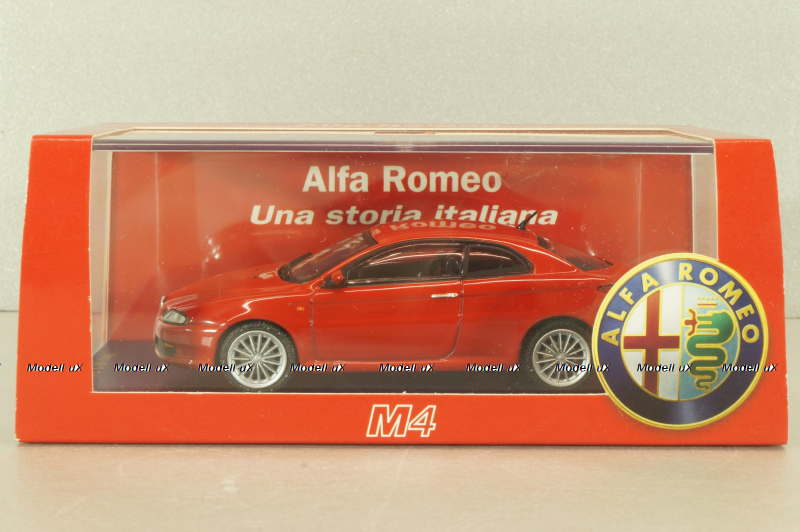 Alfa Romeo
Una storia italiana
Romeo
ALFA ROMEO
Modell uX Modell uX Modell uX Modell uX Modell uX Modell uX Modell uX Modell uX Modell uX
M4